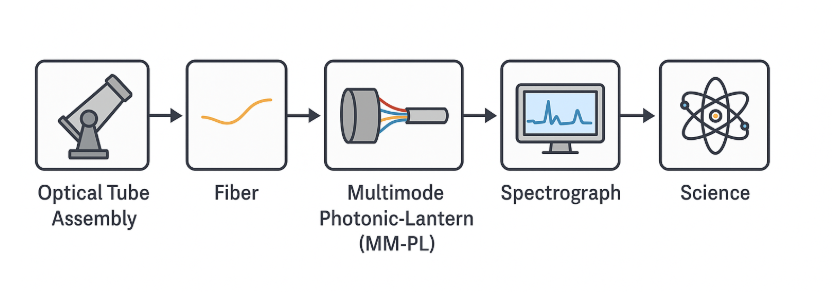 Optical Tube
Assembly
Fiber
Multimode
Photonic-Lantern
(MM-PL)
Spectrograph
Science